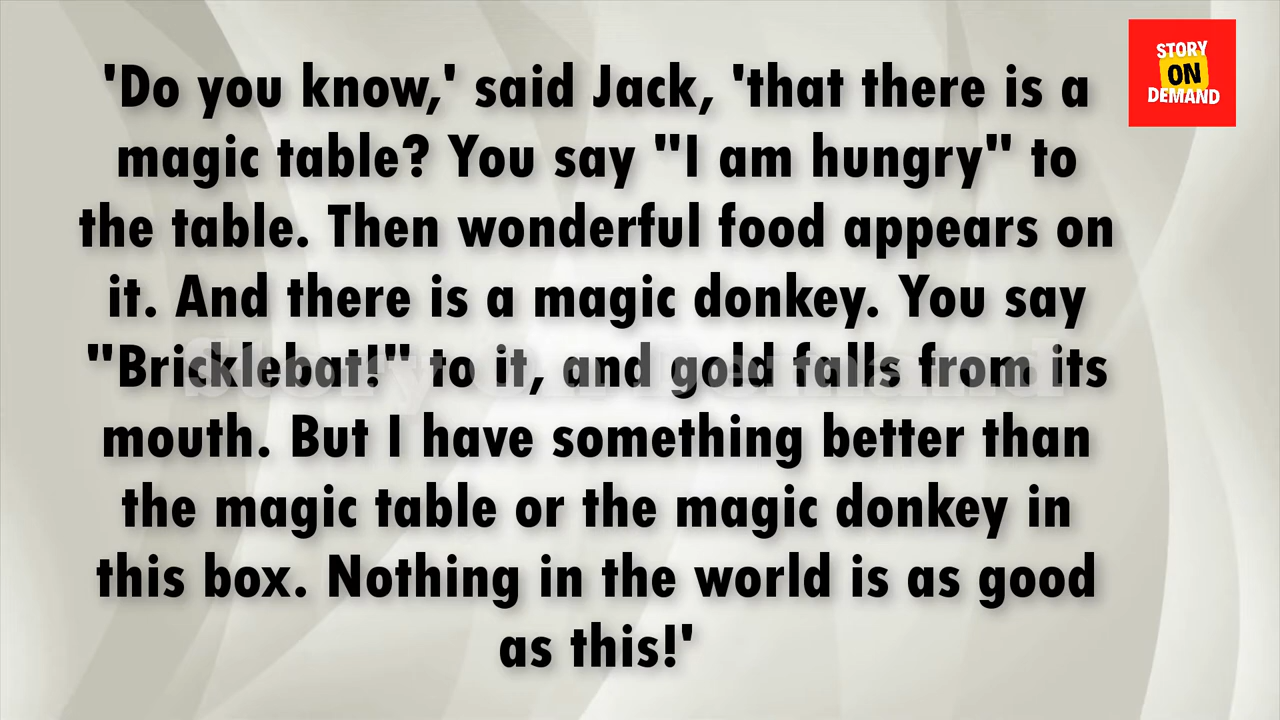 STORY
ON
DEMAND
'Do you know,' said Jack, 'that there is a
magic table? You say "I am hungry" to
the table. Then wonderful food appears on
it. And there is a magic donkey. You say
"Bricklebat!" to it, and gold falls from its
mouth. But I have something better than
the magic table or the magic donkey in
this box. Nothing in the world is as good
as this!'
Story On Demand